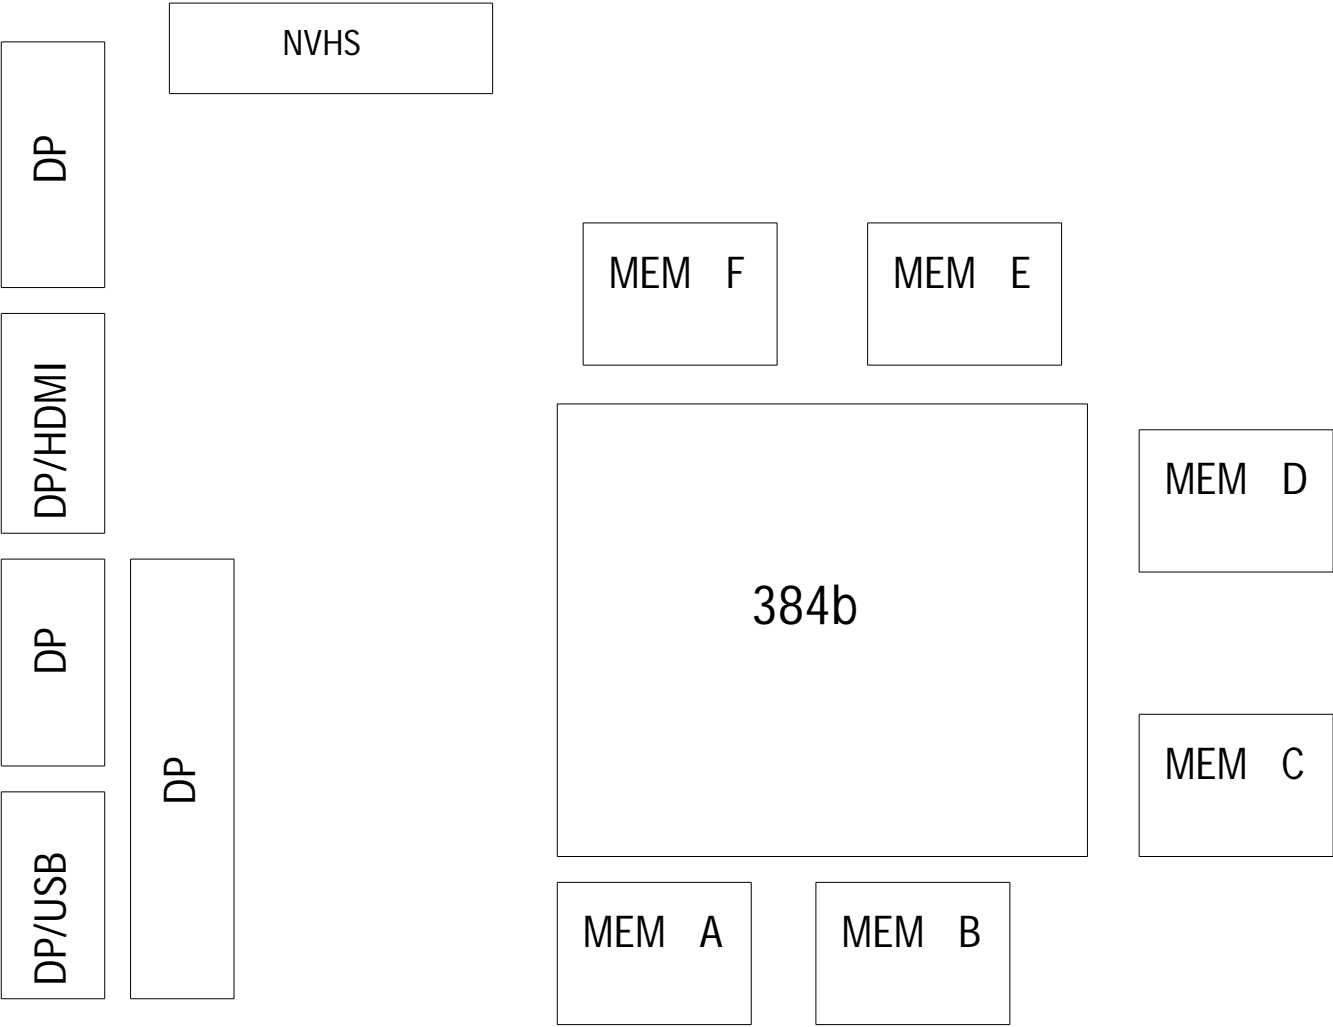 NVHS
DP
MEM F
MEM E
DP/HDMI
MEM D
384b
DP
DP
MEM C
DP/USB
MEM A
MEM B